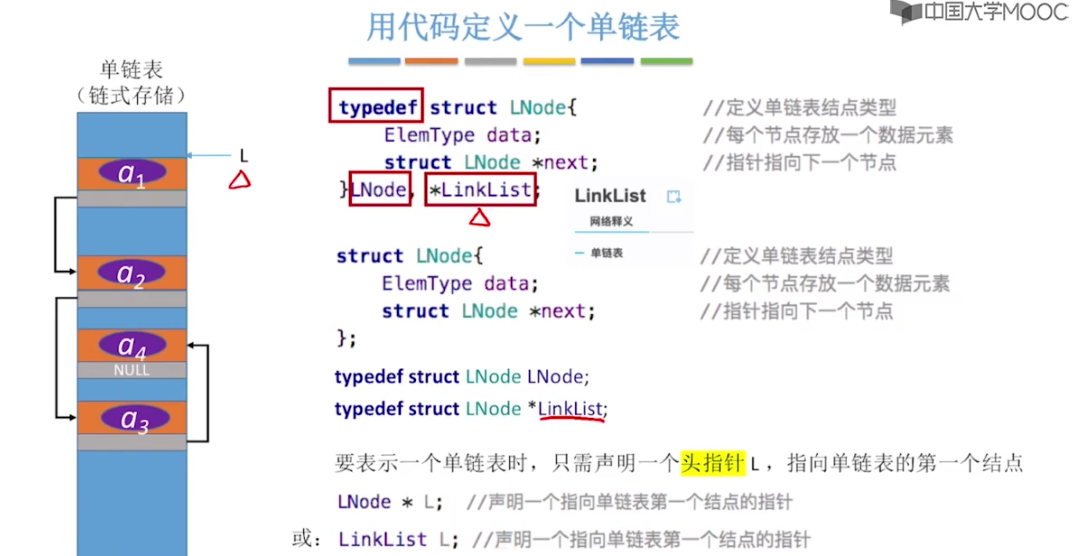 中国大学MOOC
用代码定义一个单链表
单链表
（链式存储）
L
a1
a2
a4
NULL
a3
typedef struct LNode{ //定义单链表结点类型
ElemType data; //每个节点存放一个数据元素
struct LNode *next; //指针指向下一个节点
}LNode, *LinkList;
LinkList
网络释义
单链表
struct LNode{ //定义单链表结点类型
ElemType data; //每个节点存放一个数据元素
struct LNode *next; //指针指向下一个节点
};
typedef struct LNode LNode;
typedef struct LNode *LinkList;
要表示一个单链表时，只需声明一个头指针 L ，指向单链表的第一个结点
LNode * L; //声明一个指向单链表第一个结点的指针
或： LinkList L; //声明一个指向单链表第一个结点的指针